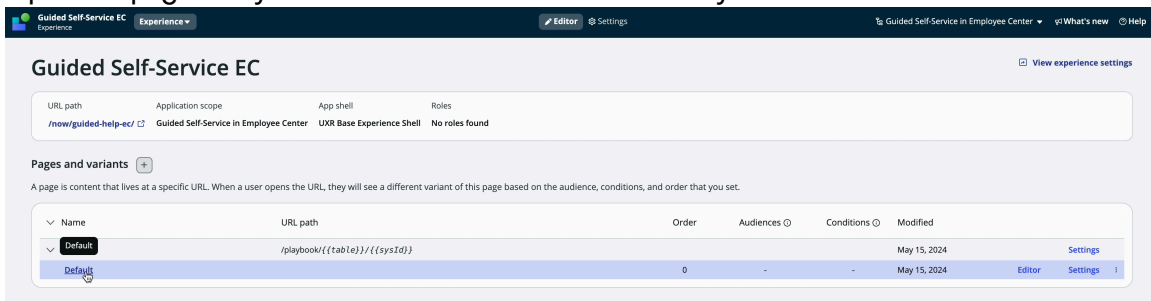 Guided Self-Service EC
Experience
Experience
Editor
Settings
Guided Self-Service in Employee Center
What's new
Help
Guided Self-Service EC
View experience settings
URL path Application scope App shell Roles
/now/guided-help-ec/ Guided Self-Service in Employee Center UXR Base Experience Shell No roles found
Pages and variants +
A page is content that lives at a specific URL. When a user opens the URL, they will see a different variant of this page based on the audience, conditions, and order that you set.
Name URL path Order Audiences Conditions Modified
Default /playbook/{{table}}/{{sysId}} May 15, 2024 Settings
Default 0 - - May 15, 2024 Editor Settings